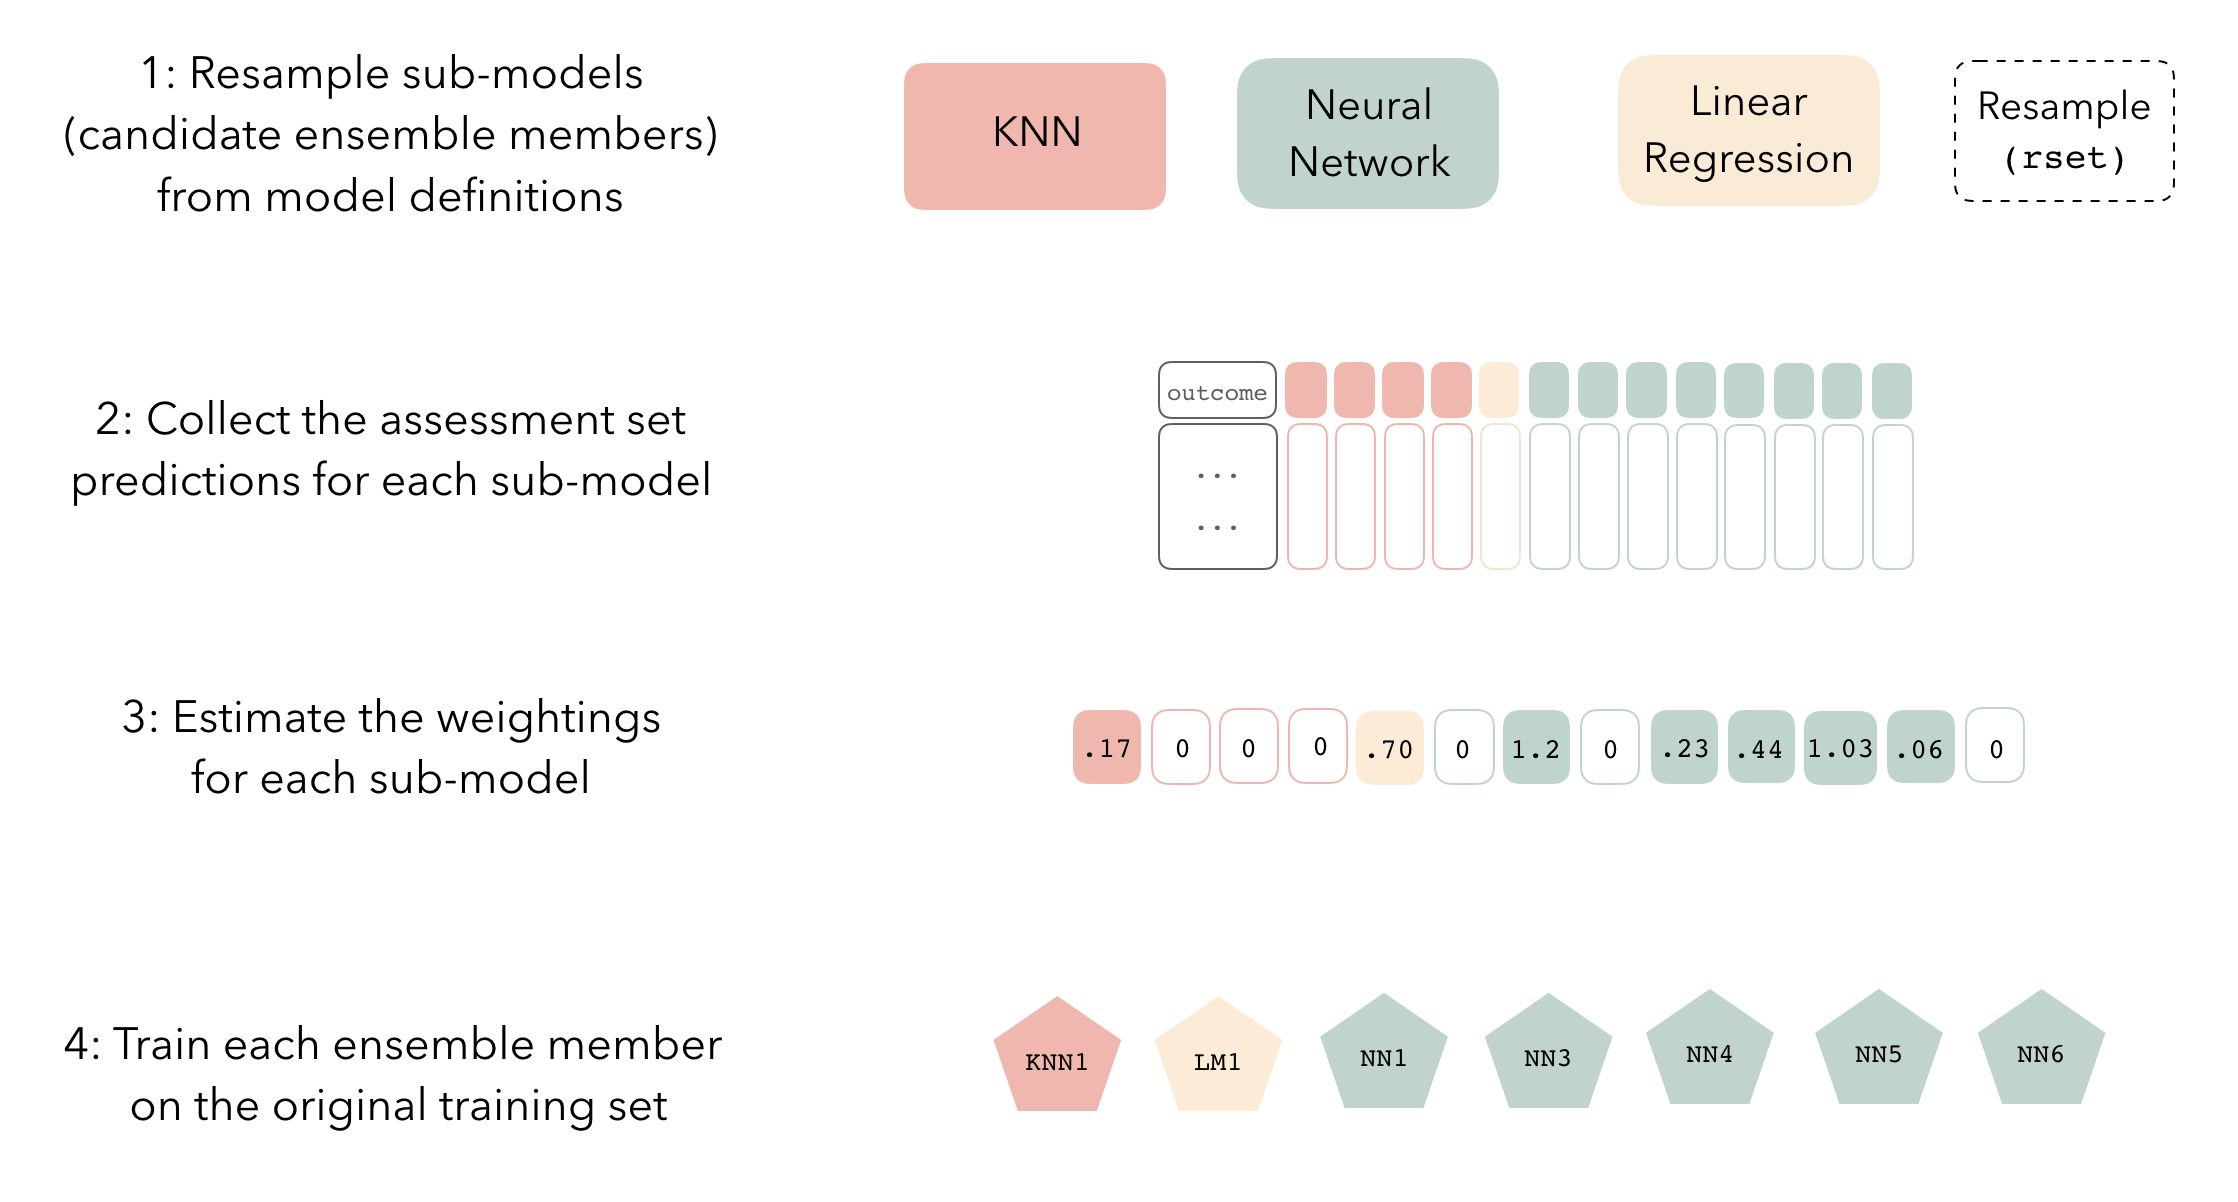 1: Resample sub-models
(candidate ensemble members)
from model definitions
KNN
Neural
Network
Linear
Regression
Resample
(rset)
2: Collect the assessment set
predictions for each sub-model
outcome
...
...
3: Estimate the weightings
for each sub-model
.17 0 0 0 .70 0 1.2 0 .23 .44 1.03 .06 0
4: Train each ensemble member
on the original training set
KNN1 LM1 NN1 NN3 NN4 NN5 NN6